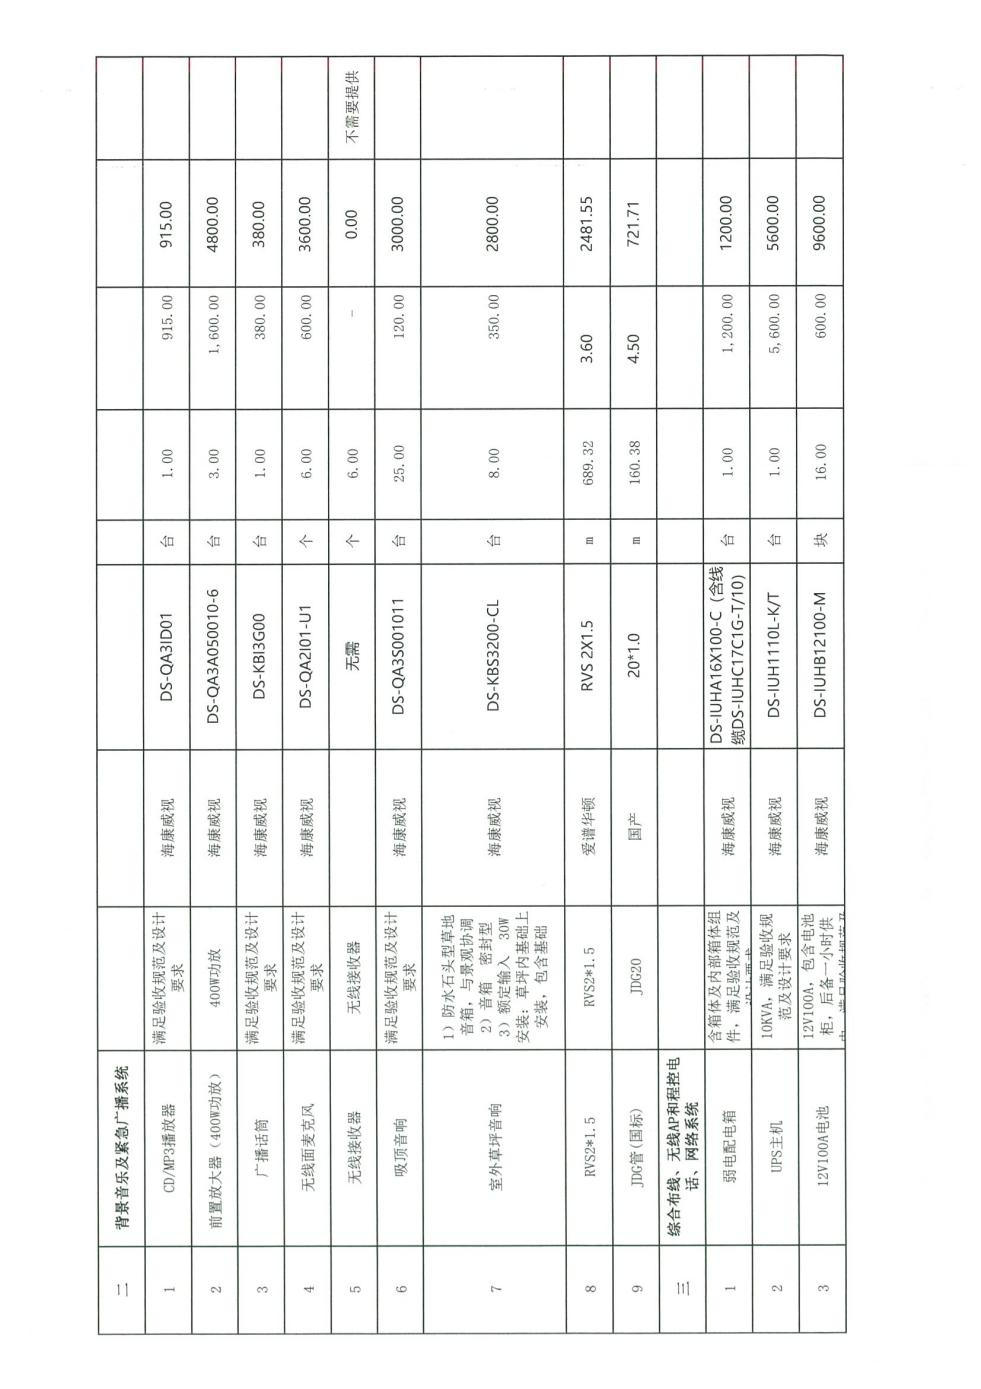 二 背景音乐及紧急广播系统
1 CD/MP3播放器 满足验收规范及设计 海康威视 DS-QA3ID01 台 1.00 915.00 915.00
要求
2 前置放大器（400W功放） 400W功放 海康威视 DS-QA3A050010-6 台 3.00 1,600.00 4800.00
3 广播话筒 满足验收规范及设计 海康威视 DS-KBI3G00 台 1.00 380.00 380.00
要求
4 无线面麦克风 满足验收规范及设计 海康威视 DS-QA2I01-U1 个 6.00 600.00 3600.00
要求
5 无线接收器 无线接收器 无需 个 6.00 - 0.00 不需要提供
6 吸顶音响 满足验收规范及设计 海康威视 DS-QA3S001011 台 25.00 120.00 3000.00
要求
7 室外草坪音响 1）防水石头型草地 海康威视 DS-KBS3200-CL 台 8.00 350.00 2800.00
音箱，与景观协调
2）音箱 密封型
3）额定输入 30W
安装：草坪内基础上
安装，包含基础
8 RVS2*1.5 RVS2*1.5 爱谱华顿 RVS 2X1.5 m 689.32 3.60 2481.55
9 JDG管(国标) JDG20 国产 20*1.0 m 160.38 4.50 721.71
三 综合布线、无线AP和程控电
话、网络系统
1 弱电配电箱 含箱体及内部箱体组 海康威视 DS-IUHA16X100-C（含线 台 1.00 1,200.00 1200.00
件，满足验收规范及 缆DS-IUHC17C1G-T/10)
设计要求
2 UPS主机 10KVA，满足验收规 海康威视 DS-IUH1110L-K/T 台 1.00 5,600.00 5600.00
范及设计要求
3 12V100A电池 12V100A，包含电池 海康威视 DS-IUHB12100-M 块 16.00 600.00 9600.00
柜，后备一小时供